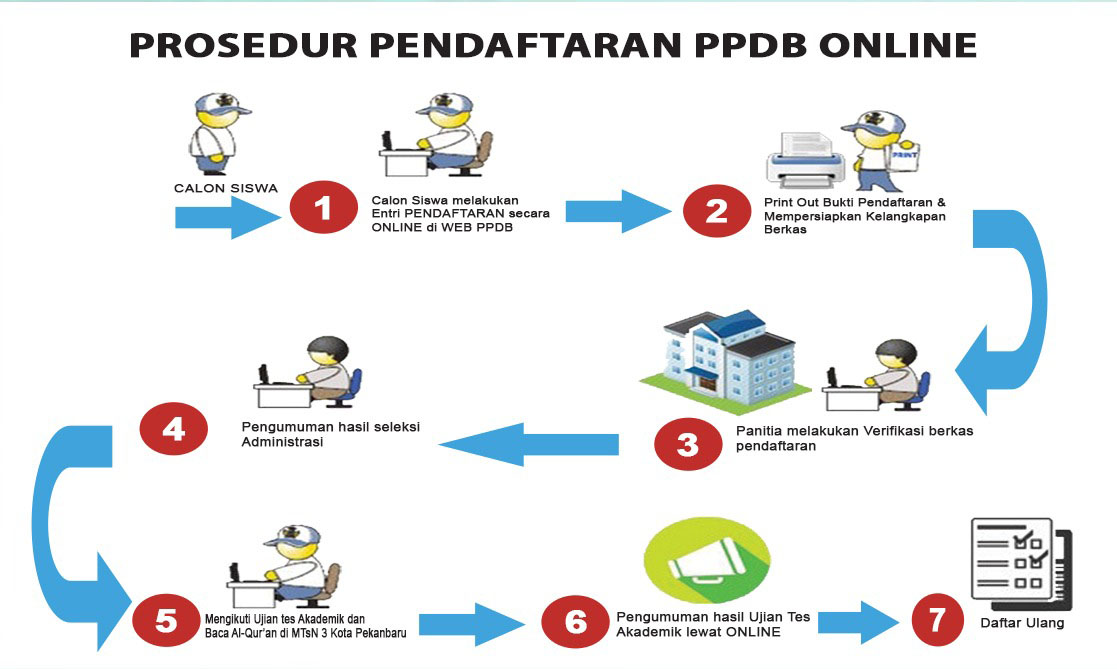 PROSEDUR PENDAFTARAN PPDB ONLINE
CALON SISWA
1
Calon Siswa melakukan
Entri PENDAFTARAN secara
ONLINE di WEB PPDB
PRINT
2
Print Out Bukti Pendaftaran &
Mempersiapkan Kelangkapan
Berkas
3
Panitia melakukan Verifikasi berkas
pendaftaran
4
Pengumuman hasil seleksi
Administrasi
5
Mengikuti Ujian tes Akademik dan
Baca Al-Qur'an di MTsN 3 Kota Pekanbaru
6
Pengumuman hasil Ujian Tes
Akademik lewat ONLINE
7
Daftar Ulang